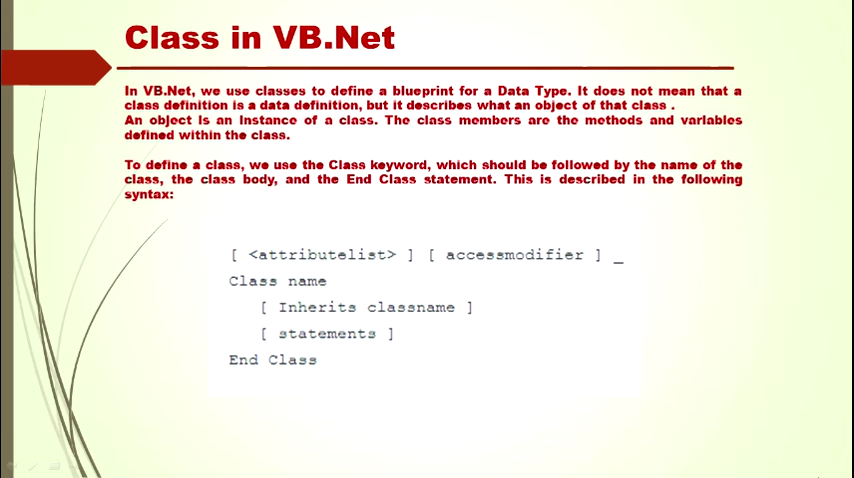 Class in VB.Net
In VB.Net, we use classes to define a blueprint for a Data Type. It does not mean that a
class definition is a data definition, but it describes what an object of that class .
An object is an instance of a class. The class members are the methods and variables
defined within the class.
To define a class, we use the Class keyword, which should be followed by the name of the
class, the class body, and the End Class statement. This is described in the following
syntax:
[ <attributelist> ] [ accessmodifier ] _
Class name
[ Inherits classname ]
[ statements ]
End Class